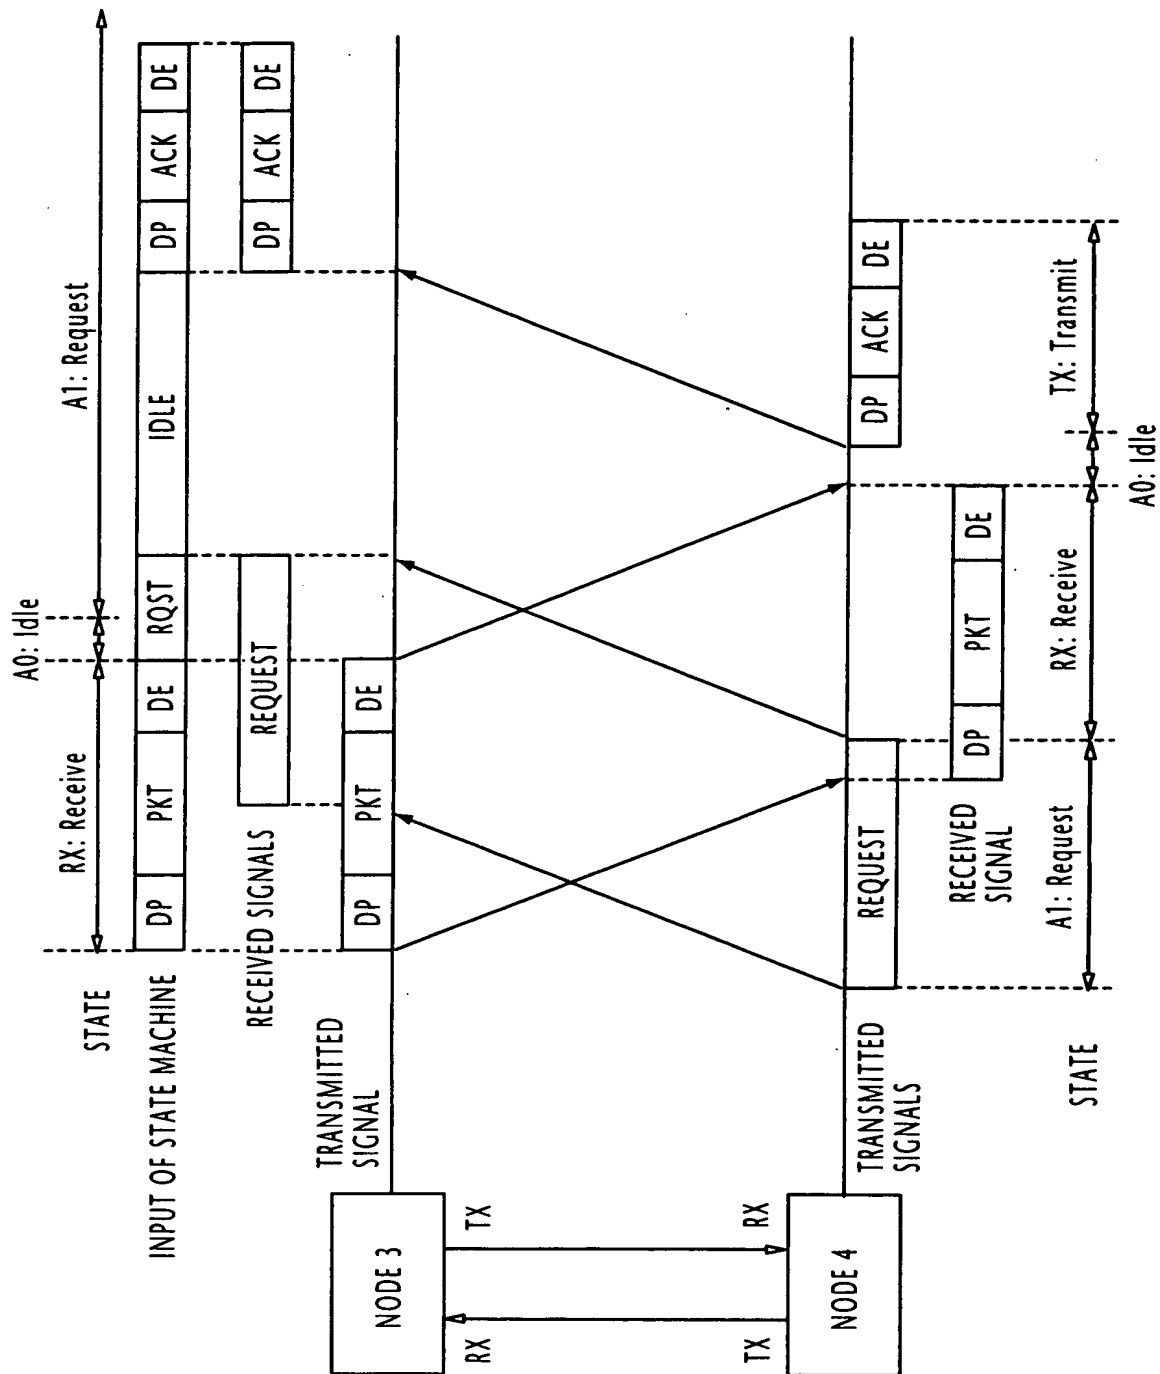 A0: Idle
RX: Receive
A1: Request
STATE
INPUT OF STATE MACHINE
DP
PKT
DE
RQST
IDLE
DP
ACK
DE
RECEIVED SIGNALS
REQUEST
DP
ACK
DE
TRANSMITTED
SIGNAL
DP
PKT
DE
NODE 3
RX
TX
TX
RX
NODE 4
TRANSMITTED
SIGNALS
REQUEST
DP
ACK
DE
RECEIVED
SIGNAL
DP
PKT
DE
STATE
A1: Request
RX: Receive
TX: Transmit
A0: Idle